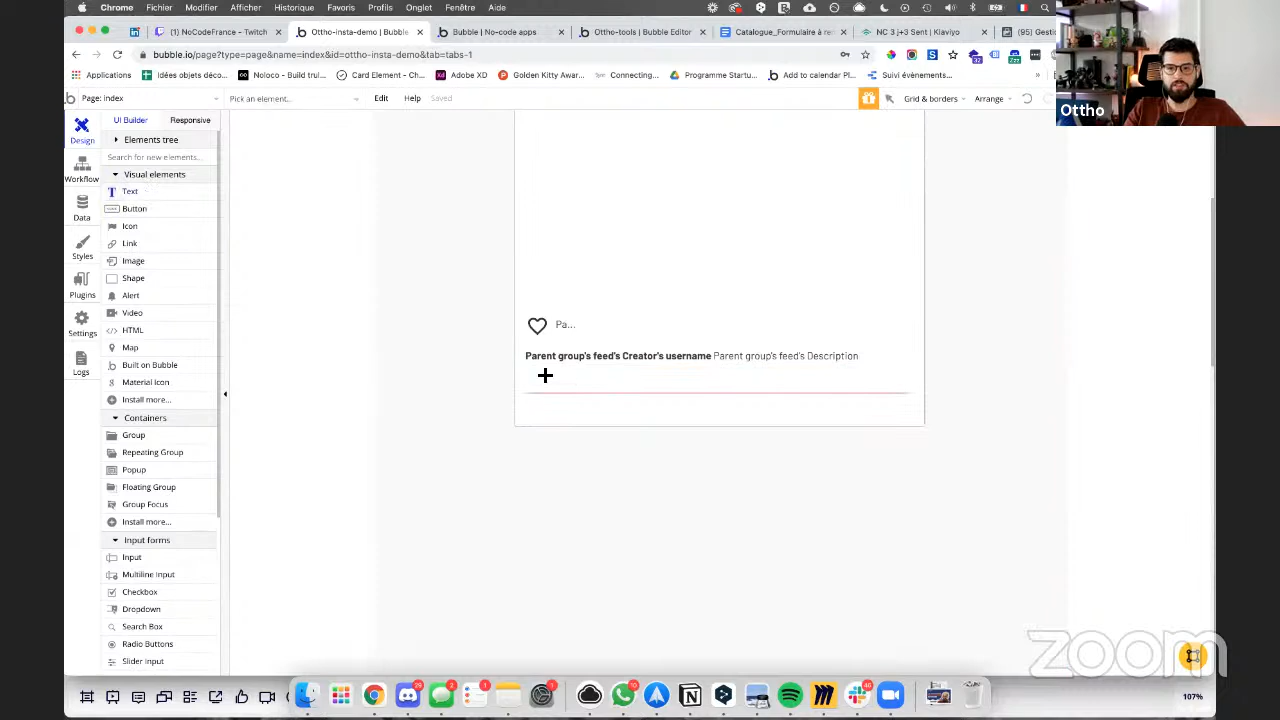 Chrome Fichier Modifier Afficher Historique Favoris Profils Onglet Fenêtre Aide
NC NoCodeFrance - Twitch
Ottho-insta-demo | Bubble
Bubble | No-code apps
Ottho-tools | Bubble Editor
Catalogue_Formulaire à re
NC 3 j+3 Sent | Klaviyo
(95) Gesti
bubble.io/page?type=page&name=index&id=ottho-insta-demo&tab=tabs-1
Applications
Idées objets déco...
Noloco - Build trul...
Card Element - Ch...
Adobe XD
Golden Kitty Awar...
Connecting...
Programme Startu...
Add to calendar Pl...
Suivi évènements...
Page: index
Pick an element...
Edit
Help
Saved
Grid & borders
Arrange
Ottho
Design
Workflow
Data
Styles
Plugins
Settings
Logs
UI Builder
Responsive
Elements tree
Search for new elements...
Visual elements
Text
Button
Icon
Link
Image
Shape
Alert
Video
HTML
Map
Built on Bubble
Material Icon
Install more...
Containers
Group
Repeating Group
Popup
Floating Group
Group Focus
Install more...
Input forms
Input
Multiline Input
Checkbox
Dropdown
Search Box
Radio Buttons
Slider Input
Pa...
Parent group's feed's Creator's username Parent group's feed's Description
zoom
107%